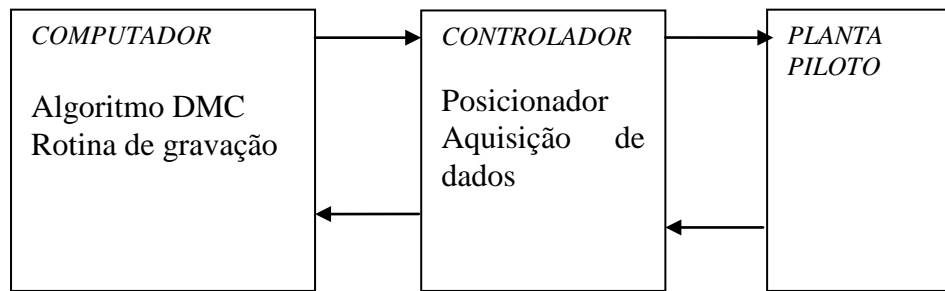 COMPUTADOR
Algoritmo DMC
Rotina de gravação
CONTROLADOR
Posicionador
Aquisição de
dados
PLANTA
PILOTO